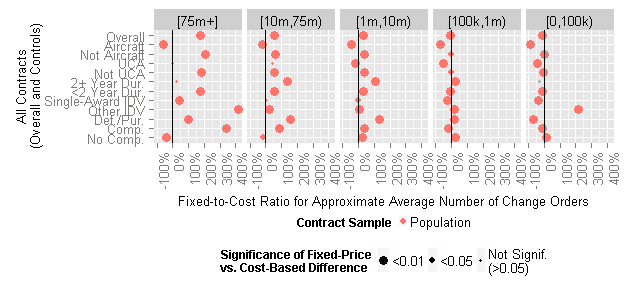 [75m+] [10m,75m) [1m,10m) [100k,1m) [0,100k)
All Contracts
(Overall and Controls)
Overall
Aircraft
Not Aircraft
UCA
Not UCA
2+ Year Dur.
<2 Year Dur.
Single-Award IDV
Other IDV
Def/Pur.
Comp.
No Comp.
-100% 0% 100% 200% 300% 400% -100% 0% 100% 200% 300% 400% -100% 0% 100% 200% 300% 400% -100% 0% 100% 200% 300% 400% -100% 0% 100% 200% 300% 400%
Fixed-to-Cost Ratio for Approximate Average Number of Change Orders
Contract Sample Population
Significance of Fixed-Price
vs. Cost-Based Difference
<0.01 <0.05 Not Signif.
(>0.05)